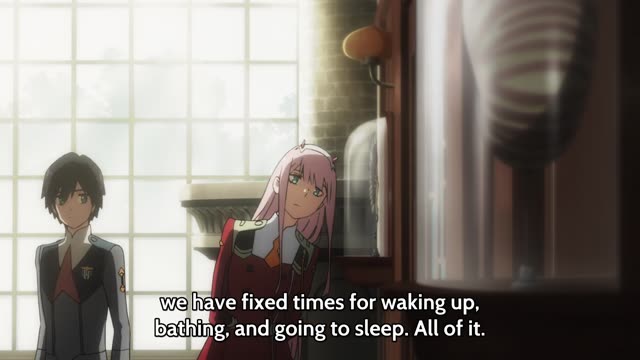 we have fixed times for waking up,
bathing, and going to sleep. All of it.